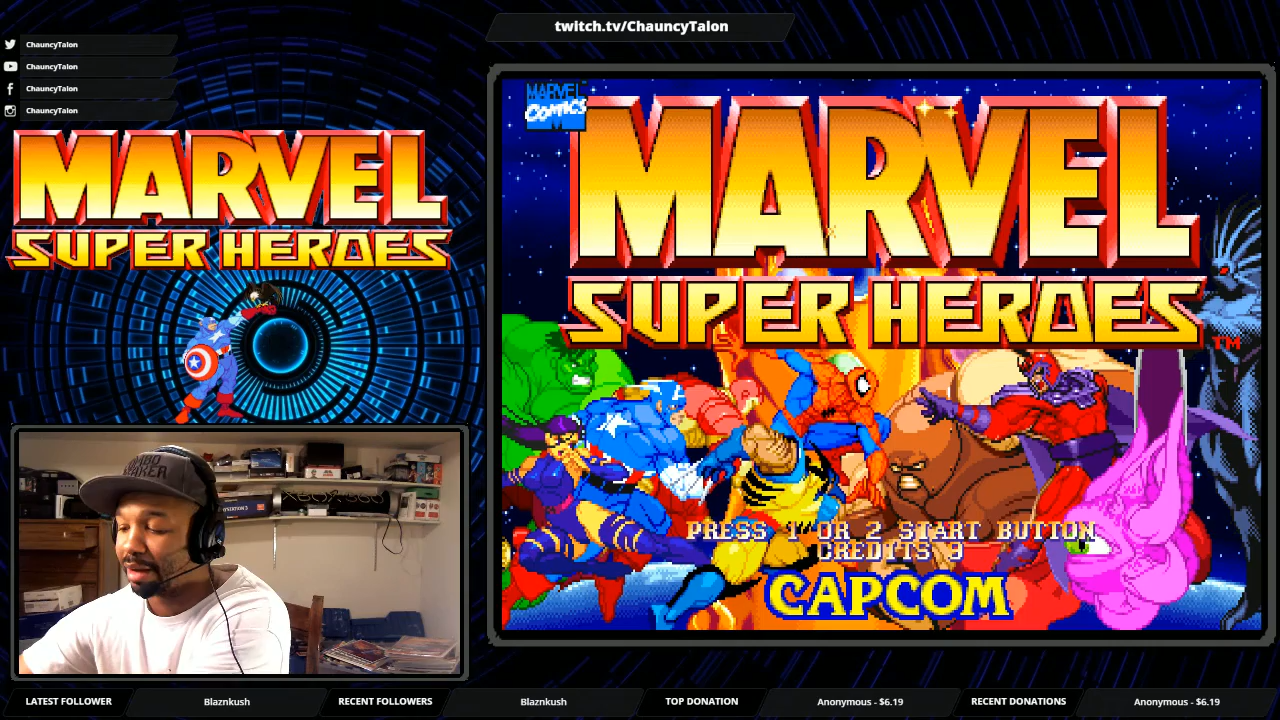 twitch.tv/ChauncyTalon
ChauncyTalon
ChauncyTalon
ChauncyTalon
ChauncyTalon
MARVEL
SUPER HEROES
MARVEL
COMICS
MARVEL
SUPER HEROES
TM
PRESS 1 OR 2 START BUTTON
CREDITS 9
CAPCOM
XBOX 360
LATEST FOLLOWER
Blaznkush
RECENT FOLLOWERS
Blaznkush
TOP DONATION
Anonymous - $6.19
RECENT DONATIONS
Anonymous - $6.19